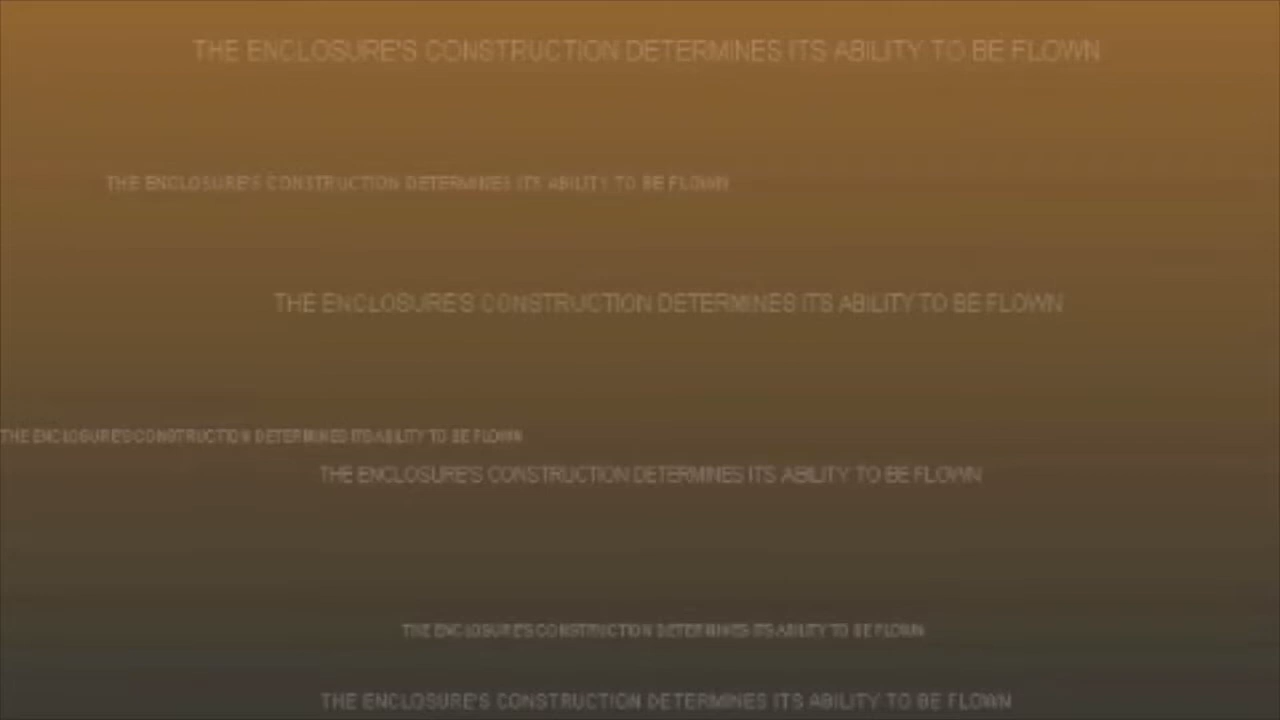 THE ENCLOSURE'S CONSTRUCTION DETERMINES ITS ABILITY TO BE FLOWN
THE ENCLOSURE'S CONSTRUCTION DETERMINES ITS ABILITY TO BE FLOWN
THE ENCLOSURE'S CONSTRUCTION DETERMINES ITS ABILITY TO BE FLOWN
THE ENCLOSURE'S CONSTRUCTION DETERMINES ITS ABILITY TO BE FLOWN
THE ENCLOSURE'S CONSTRUCTION DETERMINES ITS ABILITY TO BE FLOWN
THE ENCLOSURE'S CONSTRUCTION DETERMINES ITS ABILITY TO BE FLOWN
THE ENCLOSURE'S CONSTRUCTION DETERMINES ITS ABILITY TO BE FLOWN